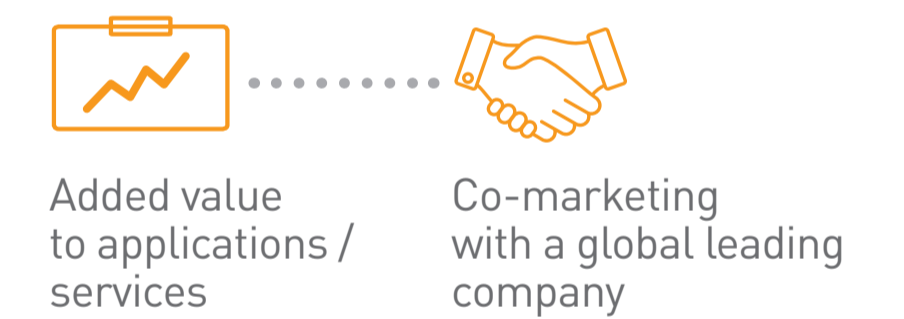 Added value
to applications /
services
Co-marketing
with a global leading
company